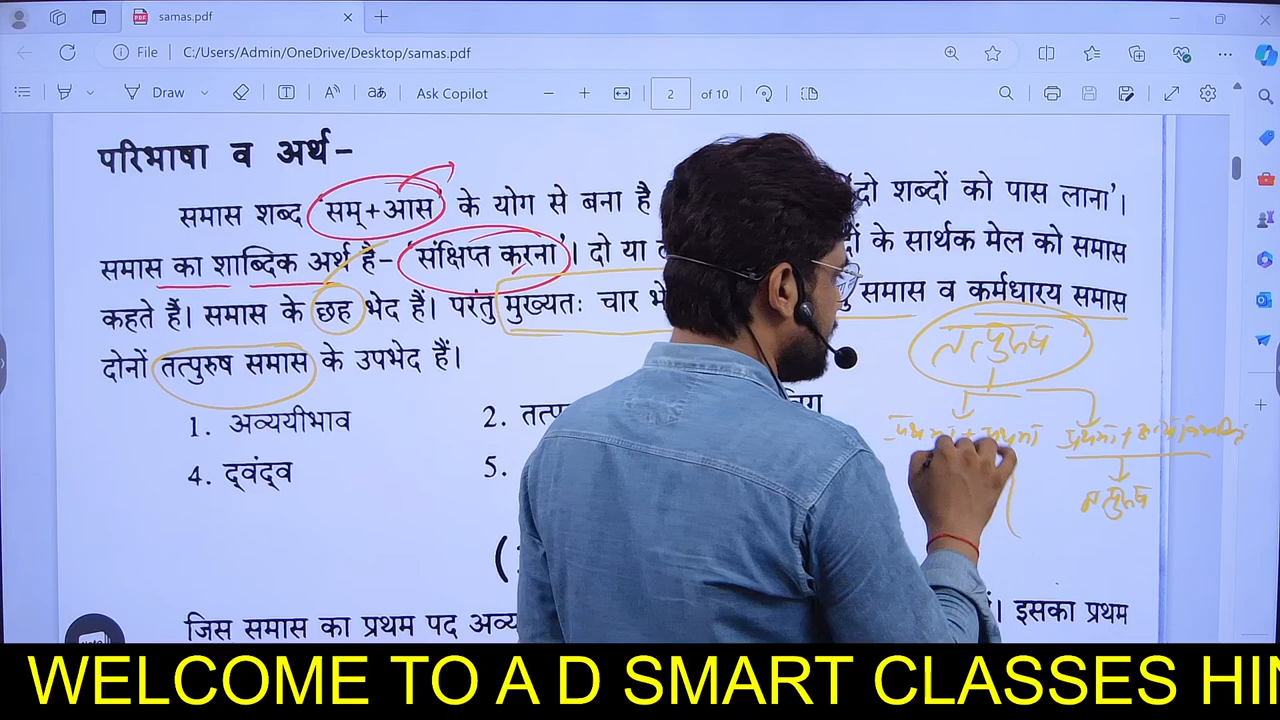 samas.pdf
File C:/Users/Admin/OneDrive/Desktop/samas.pdf
Draw aあ Ask Copilot 2 of 10
परिभाषा व अर्थ-
समास शब्द 'सम्+आस' के योग से बना है दो शब्दों को पास लाना'।
समास का शाब्दिक अर्थ है- 'संक्षिप्त करना'। दो या के सार्थक मेल को समास
कहते हैं। समास के छह भेद हैं। परंतु मुख्यतः चार समास व कर्मधारय समास
दोनों तत्पुरुष समास के उपभेद हैं।
तत्पुरुष
1. अव्ययीभाव 2.
4. द्वंद्व 5.
तत्पुरुष
जिस समास का प्रथम पद इसका प्रथम
WELCOME TO A D SMART CLASSES